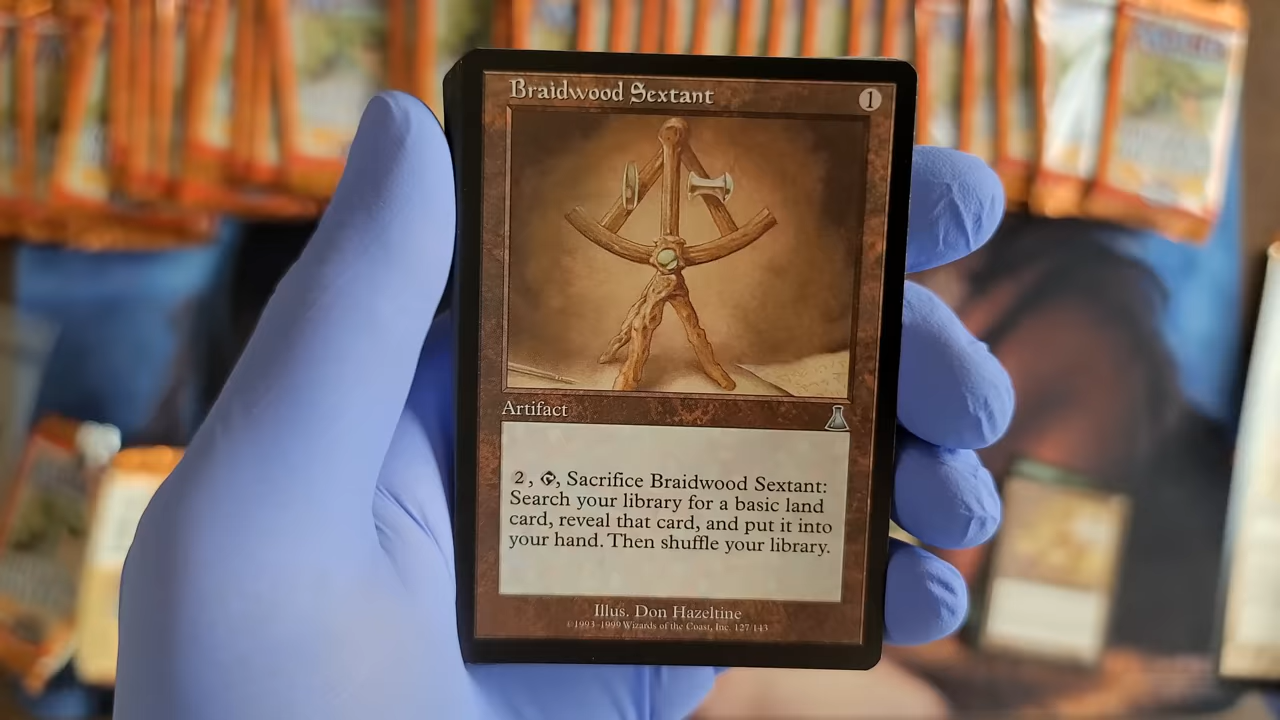 Braidwood Sextant 1
Artifact
2, , Sacrifice Braidwood Sextant:
Search your library for a basic land
card, reveal that card, and put it into
your hand. Then shuffle your library.
Illus. Don Hazeltine
©1993-1999 Wizards of the Coast, Inc. 127/143